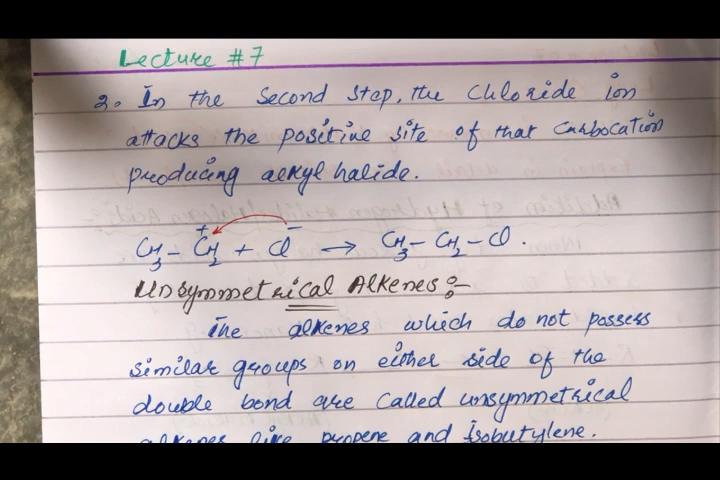 Lecture #7
2. In the second step, the chloride ion
attacks the positive site of that carbocation
producing alkyl halide.
CH₃ – C⁺H₂ + Cl⁻ → CH₃ – CH₂ – Cl.
Unsymmetrical Alkenes:–
The alkenes which do not possess
similar groups on either side of the
double bond are called unsymmetrical
alkenes like propene and isobutylene.